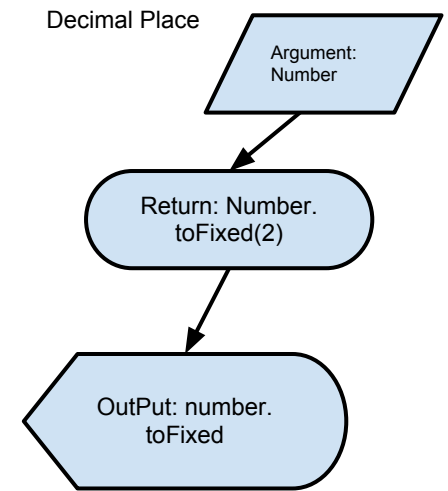 Decimal Place
Argument:
Number
Return: Number.
toFixed(2)
OutPut: number.
toFixed